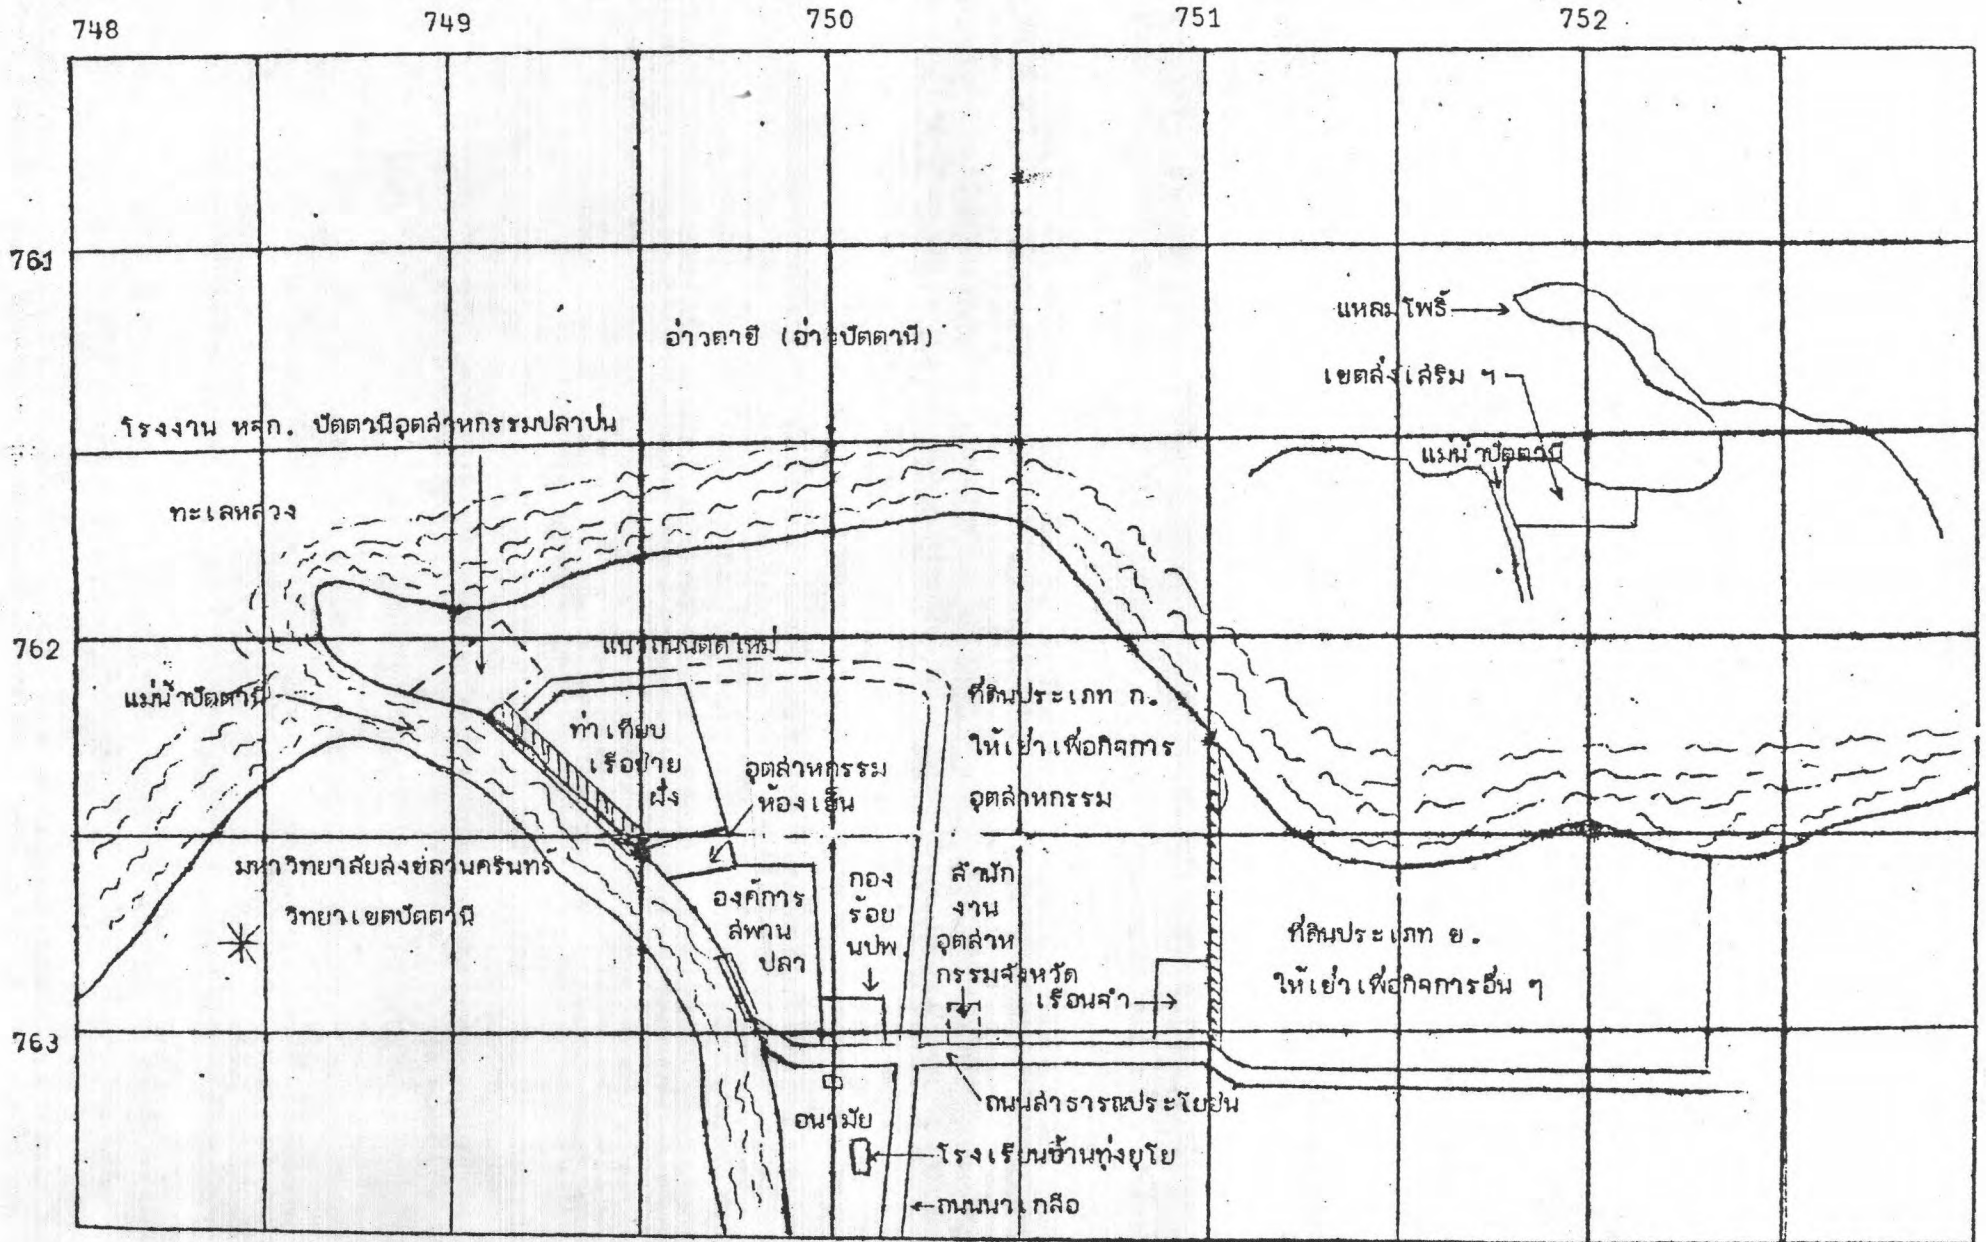 748 749 750 751 752
761
แหลมโพธิ์
อ่าวตายี (อ่าวปัตตานี)
เขตส่งเสริม ฯ
โรงงาน หจก. ปัตตานีอุตสาหกรรมปลาป่น
แม่น้ำปัตตานี
ทะเลหลวง
762
แนวถนนตัดใหม่
แม่น้ำปัตตานี
ที่ดินประเภท ก.
ให้เช่าเพื่อกิจการ
อุตสาหกรรม
ท่าเทียบ
เรือชาย
ฝั่ง
อุตสาหกรรม
ห้องเย็น
มหาวิทยาลัยสงขลานครินทร์
วิทยาเขตปัตตานี
องค์การ
สะพาน
ปลา
กอง
ร้อย
นปพ
สำนัก
งาน
อุตสาห
กรรมจังหวัด
เรือนจำ
ที่ดินประเภท ข.
ให้เช่าเพื่อกิจการอื่น ๆ
763
ถนนสาธารณประโยชน์
อนามัย
โรงเรียนบ้านทุ่งยูโย
ถนนนาเกลือ